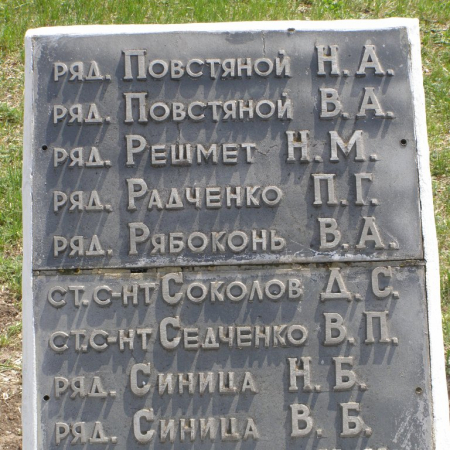 ряд. Повстяной Н.А.
ряд. Повстяной В.А.
ряд. Решмет Н.М.
ряд. Радченко П.Г.
ряд. Рябоконь В.А.
ст.с-нт Соколов Д.С.
ст.с-нт Седченко В.П.
ряд. Синица Н.Б.
ряд. Синица В.Б.